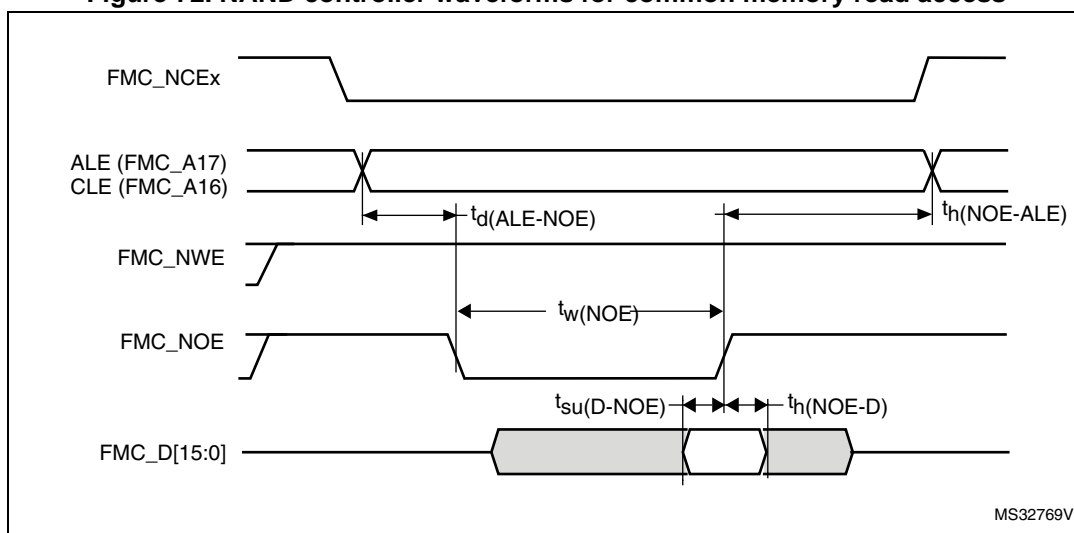 Figure 72. NAND controller waveforms for common memory read access
FMC_NCEx
ALE (FMC_A17)
CLE (FMC_A16)
td(ALE-NOE)
th(NOE-ALE)
FMC_NWE
tw(NOE)
FMC_NOE
tsu(D-NOE)
th(NOE-D)
FMC_D[15:0]
MS32769V